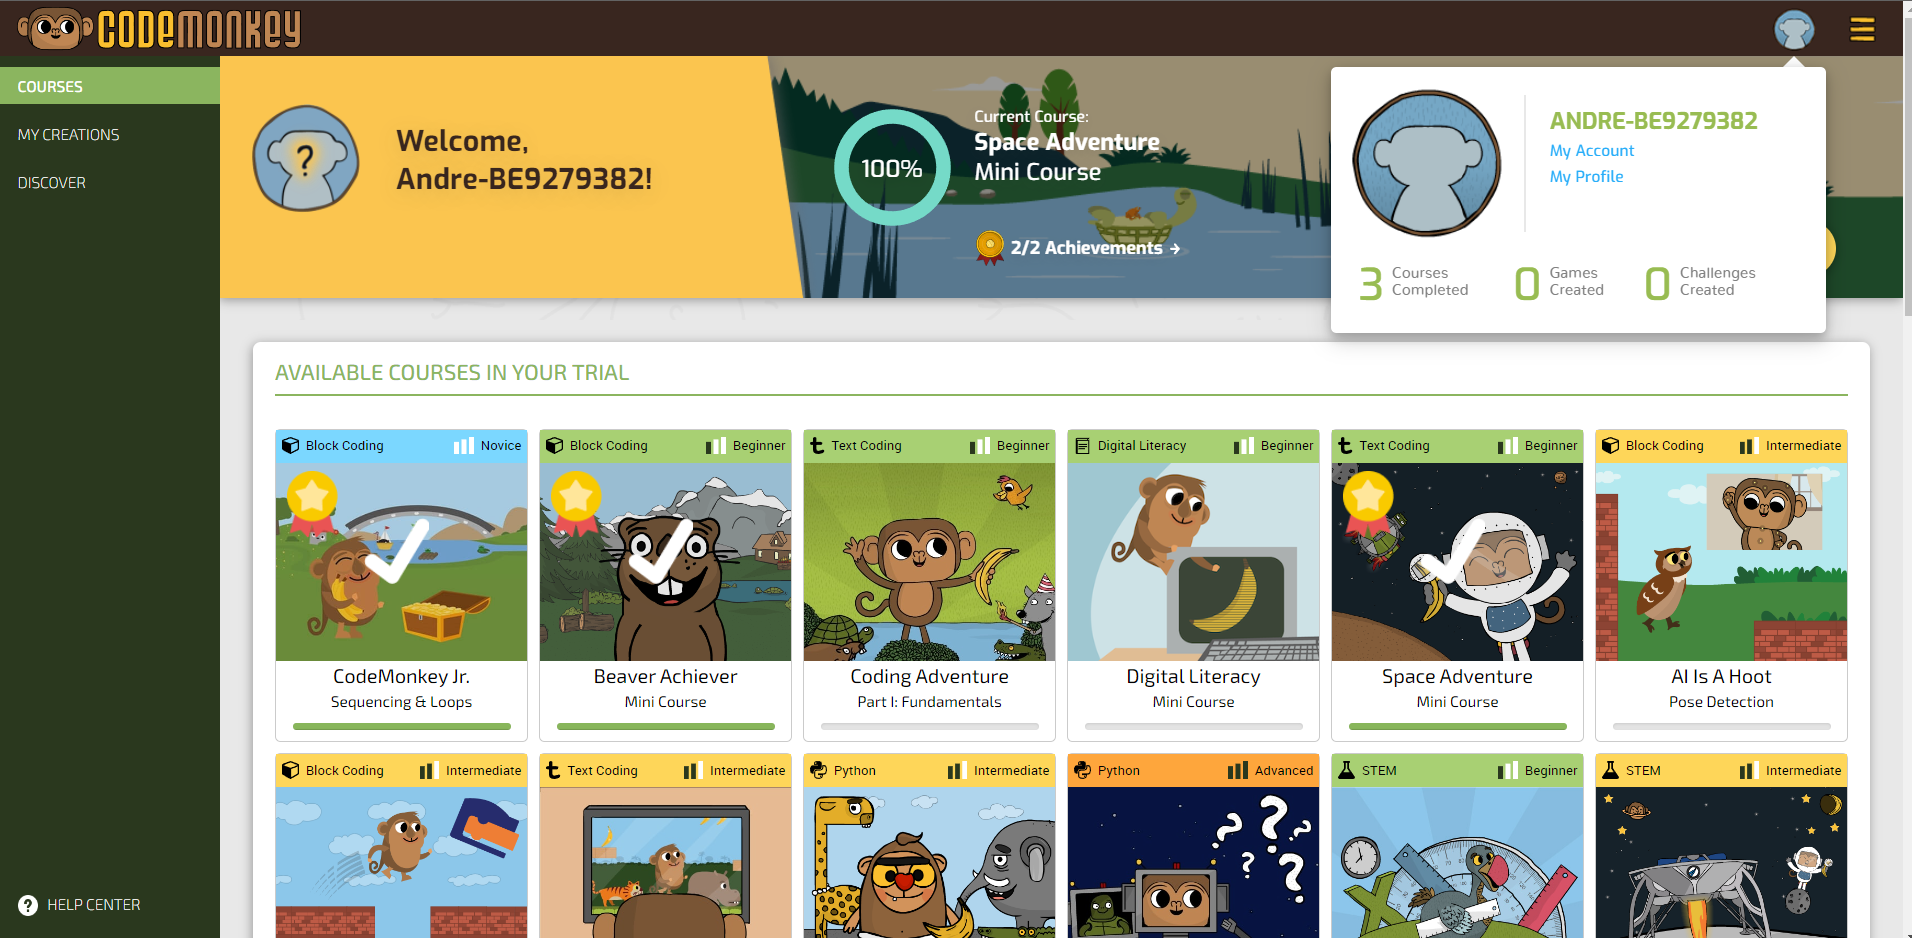 CODEMONKEY
COURSES
MY CREATIONS
DISCOVER
HELP CENTER
Welcome,
Andre-BE9279382!
100%
Current Course:
Space Adventure
Mini Course
2/2 Achievements →
ANDRE-BE9279382
My Account
My Profile
3 Courses Completed
0 Games Created
0 Challenges Created
AVAILABLE COURSES IN YOUR TRIAL
Block Coding Novice
CodeMonkey Jr.
Sequencing & Loops
Block Coding Beginner
Beaver Achiever
Mini Course
Text Coding Beginner
Coding Adventure
Part I: Fundamentals
Digital Literacy Beginner
Digital Literacy
Mini Course
Text Coding Beginner
Space Adventure
Mini Course
Block Coding Intermediate
AI Is A Hoot
Pose Detection
Block Coding Intermediate
Text Coding Intermediate
Python Intermediate
Python Advanced
STEM Beginner
STEM Intermediate